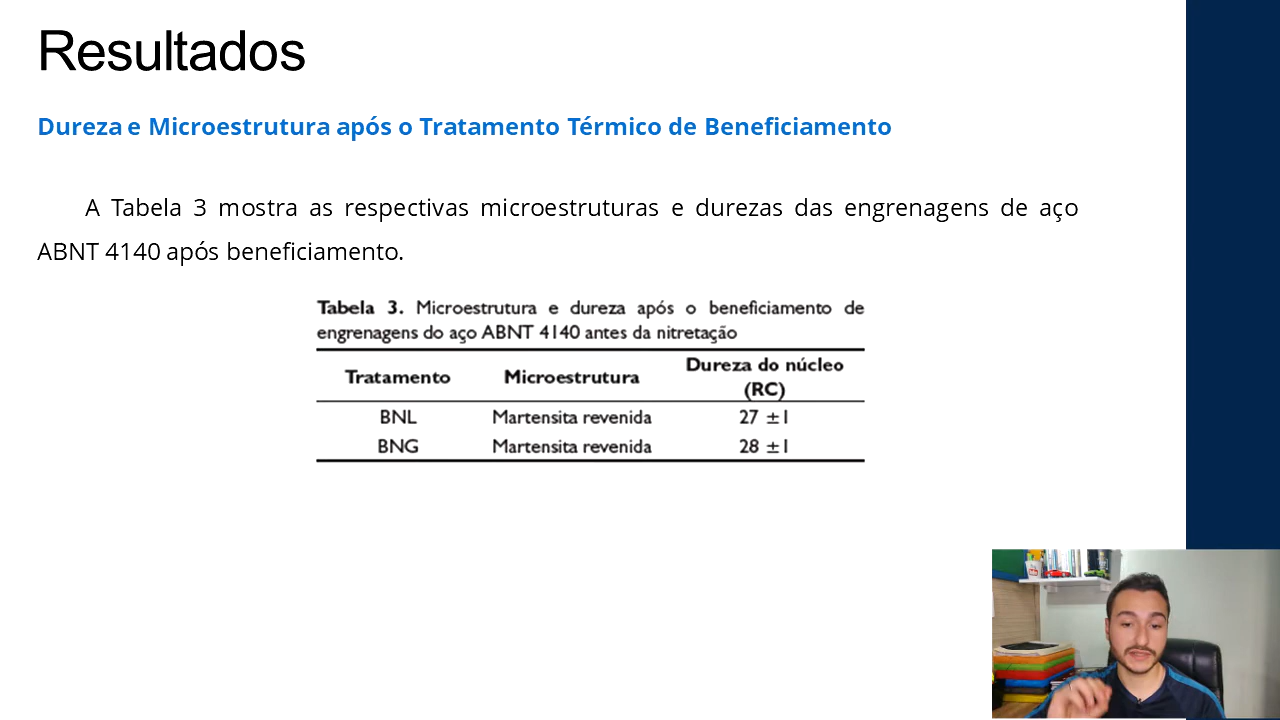 Resultados
Dureza e Microestrutura após o Tratamento Térmico de Beneficiamento
A Tabela 3 mostra as respectivas microestruturas e durezas das engrenagens de aço
ABNT 4140 após beneficiamento.
Tabela 3. Microestrutura e dureza após o beneficiamento de
engrenagens do aço ABNT 4140 antes da nitretação
Tratamento Microestrutura Dureza do núcleo (RC)
BNL Martensita revenida 27 ±1
BNG Martensita revenida 28 ±1